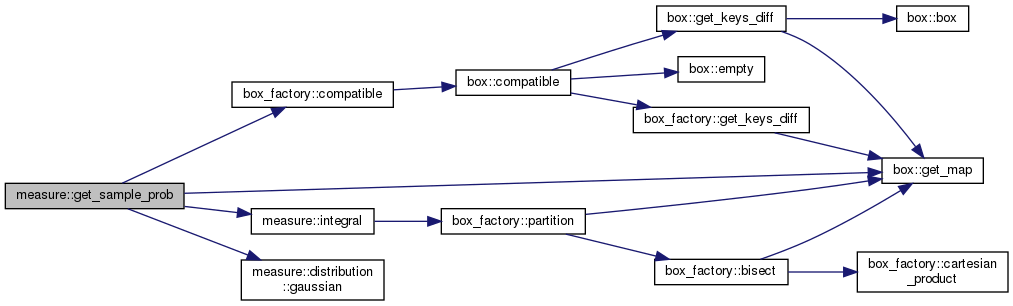 measure::get_sample_prob
box_factory::compatible
measure::integral
measure::distribution
::gaussian
box::compatible
box_factory::partition
box::get_keys_diff
box::empty
box_factory::get_keys_diff
box_factory::bisect
box::box
box::get_map
box_factory::cartesian
_product